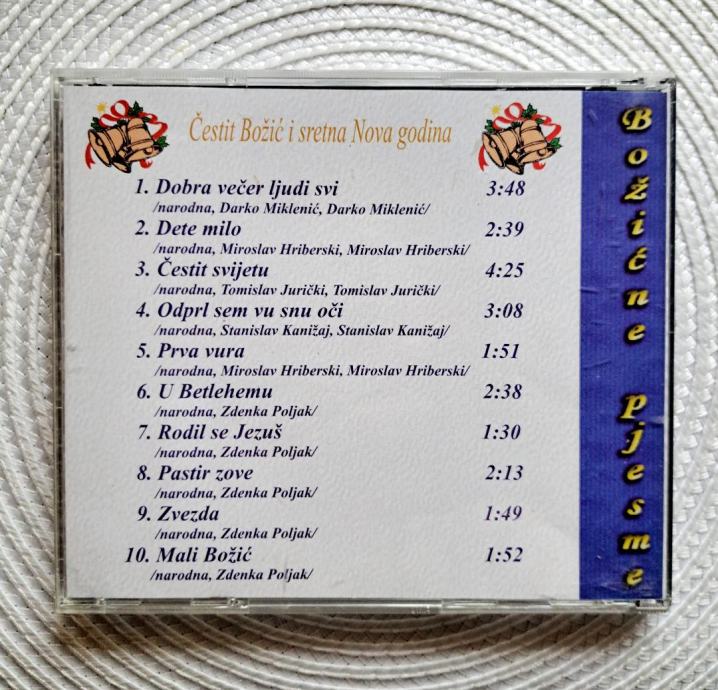 Čestit Božić i sretna Nova godina
1. Dobra večer ljudi svi 3:48
/narodna, Darko Miklenić, Darko Miklenić/
2. Dete milo 2:39
/narodna, Miroslav Hriberski, Miroslav Hriberski/
3. Čestit svijetu 4:25
/narodna, Tomislav Jurički, Tomislav Jurički/
4. Odprl sem vu snu oči 3:08
/narodna, Stanislav Kanižaj, Stanislav Kanižaj/
5. Prva vura 1:51
/narodna, Miroslav Hriberski, Miroslav Hriberski/
6. U Betlehemu 2:38
/narodna, Zdenka Poljak/
7. Rodil se Jezuš 1:30
/narodna, Zdenka Poljak/
8. Pastir zove 2:13
/narodna, Zdenka Poljak/
9. Zvezda 1:49
/narodna, Zdenka Poljak/
10. Mali Božić 1:52
/narodna, Zdenka Poljak/
Božićne pjesme